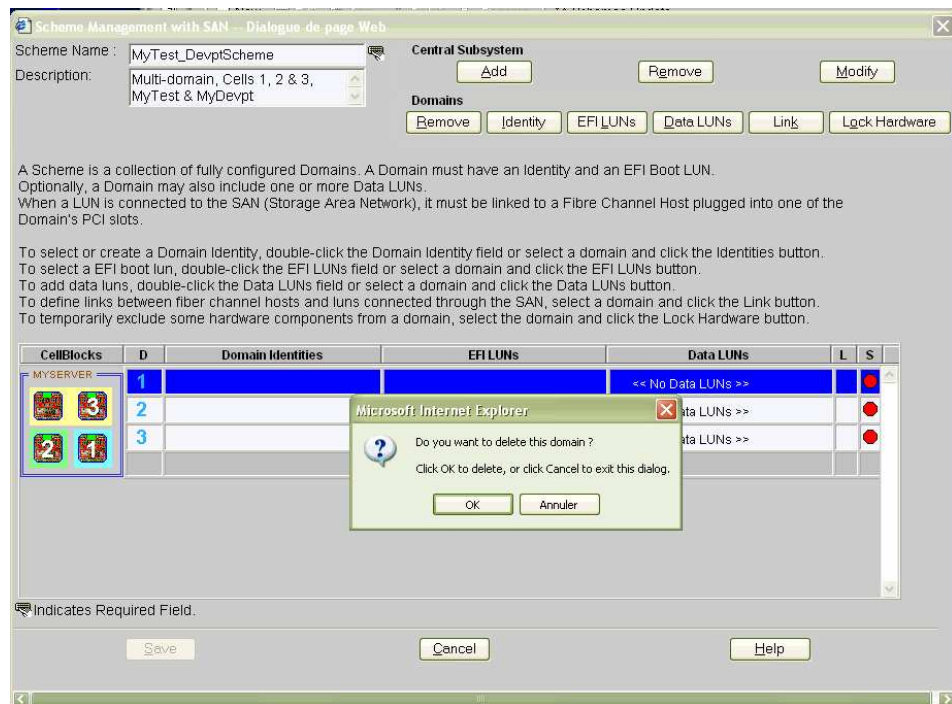 Scheme Management with SAN -- Dialogue de page Web
Scheme Name :
MyTest_DevptScheme
Description:
Multi-domain, Cells 1, 2 & 3,
MyTest & MyDevpt
Central Subsystem
Add
Remove
Modify
Domains
Remove
Identity
EFI LUNs
Data LUNs
Link
Lock Hardware
A Scheme is a collection of fully configured Domains. A Domain must have an Identity and an EFI Boot LUN.
Optionally, a Domain may also include one or more Data LUNs.
When a LUN is connected to the SAN (Storage Area Network), it must be linked to a Fibre Channel Host plugged into one of the
Domain's PCI slots.
To select or create a Domain Identity, double-click the Domain Identity field or select a domain and click the Identities button.
To select a EFI boot lun, double-click the EFI LUNs field or select a domain and click the EFI LUNs button.
To add data luns, double-click the Data LUNs field or select a domain and click the Data LUNs button.
To define links between fiber channel hosts and luns connected through the SAN, select a domain and click the Link button.
To temporarily exclude some hardware components from a domain, select the domain and click the Lock Hardware button.
CellBlocks D Domain Identities EFI LUNs Data LUNs L S
MYSERVER
3
2 1
1 << No Data LUNs >>
2 ata LUNs >>
3 ata LUNs >>
Microsoft Internet Explorer
Do you want to delete this domain ?
Click OK to delete, or click Cancel to exit this dialog.
OK
Annuler
Indicates Required Field.
Save
Cancel
Help